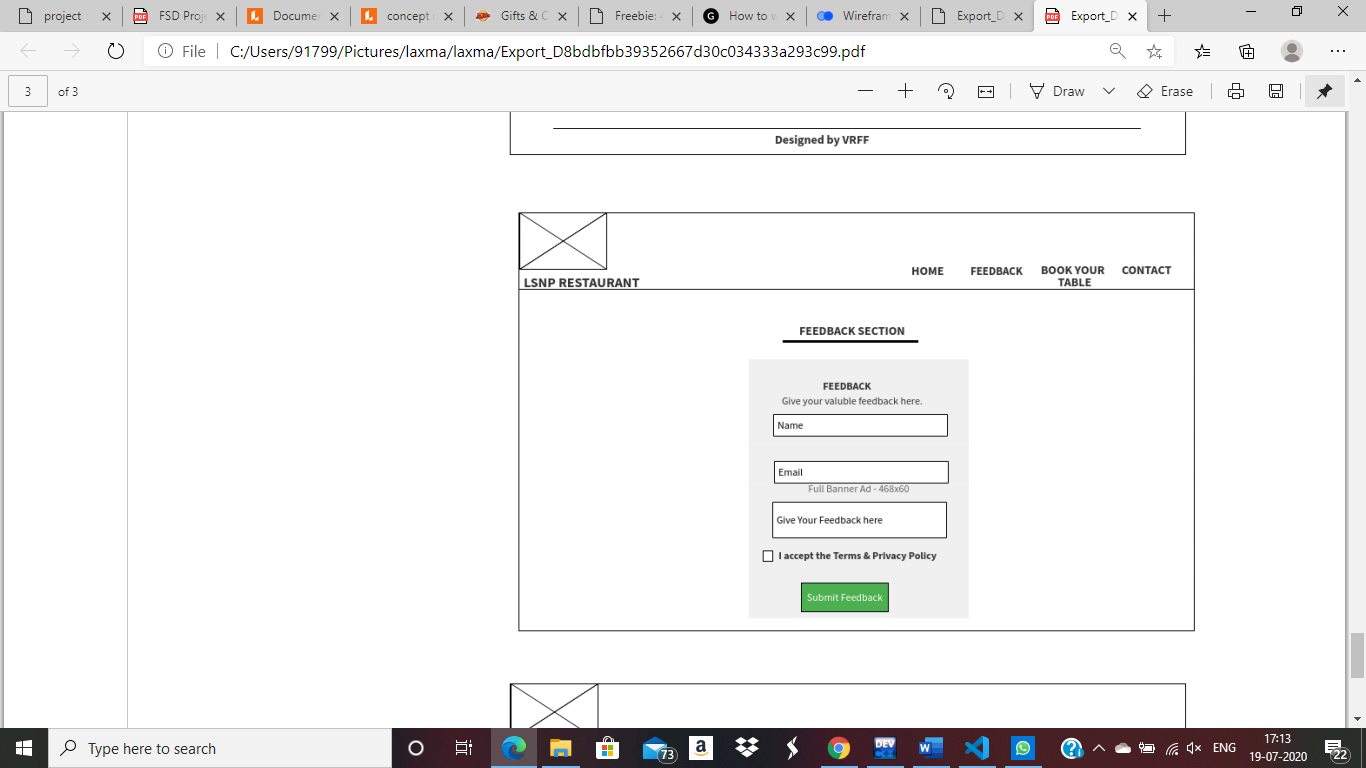 project
FSD Proj
Documen
concept
Gifts & C
Freebie:
How to w
Wirefram
Export_D
Export_D
File
C:/Users/91799/Pictures/laxma/laxma/Export_D8bdbfbb39352667d30c034333a293c99.pdf
3 of 3
Draw
Erase
Designed by VRFF
LSNP RESTAURANT
HOME
FEEDBACK
BOOK YOUR
TABLE
CONTACT
FEEDBACK SECTION
FEEDBACK
Give your valuble feedback here.
Name
Email
Full Banner Ad - 468x60
Give Your Feedback here
I accept the Terms & Privacy Policy
Submit Feedback
Type here to search
73
DEV
ENG
17:13
19-07-2020
22